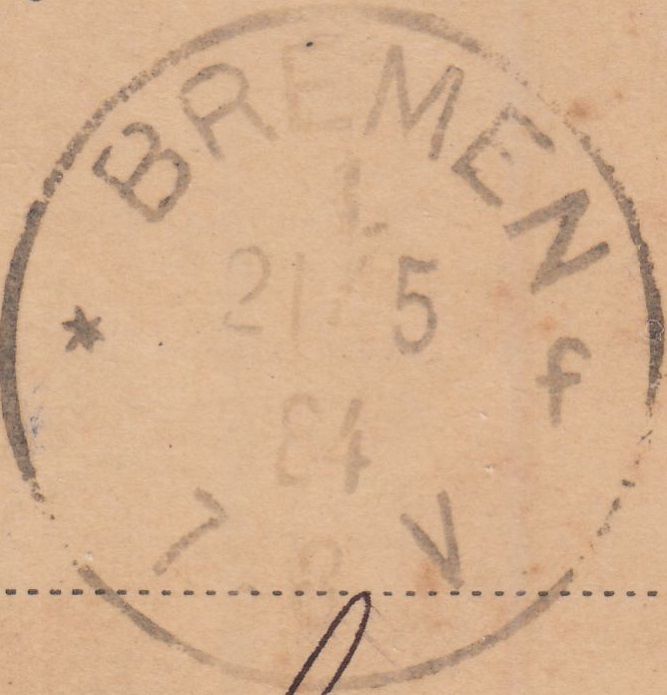 BREMEN
1.
21/5
84
* f
7-8 V